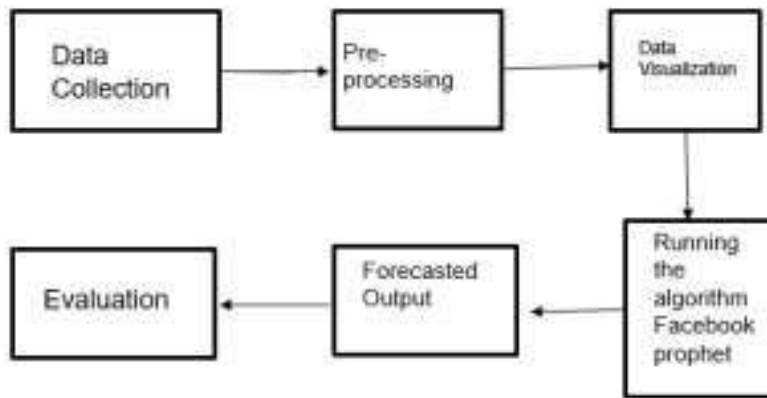 Data
Collection
Pre-
processing
Data
Visualization
Running
the
algorithm
Facebook
prophet
Forecasted
Output
Evaluation